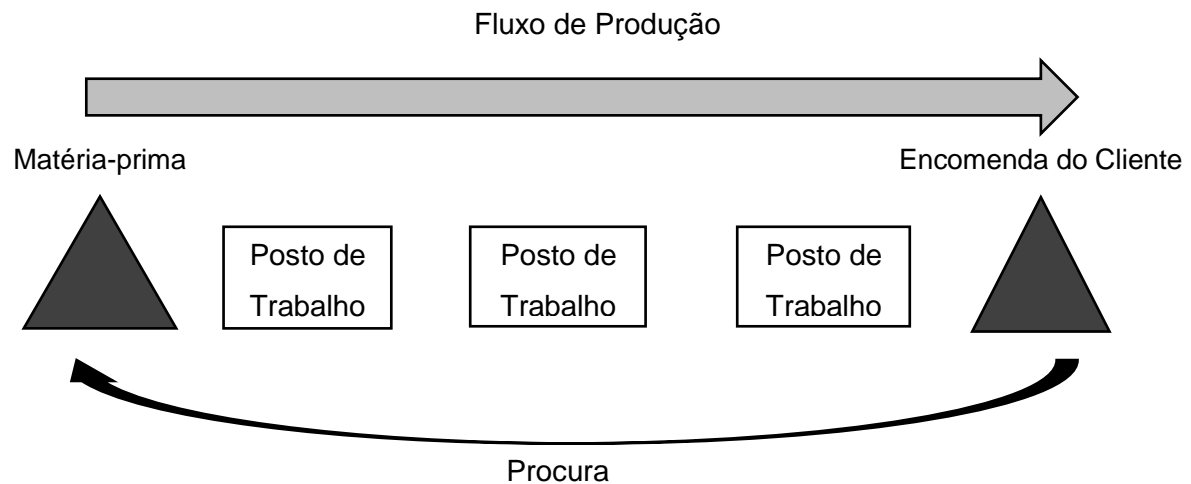 Fluxo de Produção
Matéria-prima
Encomenda do Cliente
Posto de
Trabalho
Posto de
Trabalho
Posto de
Trabalho
Procura